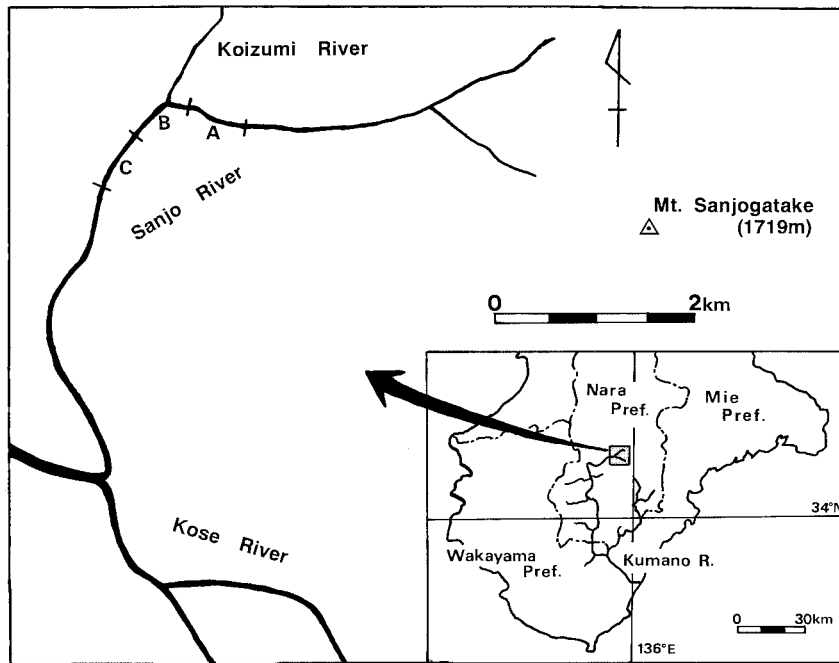 Koizumi River
B
A
C
Sanjo River
Mt. Sanjogatake
(1719m)
0 2km
Kose River
Nara
Pref.
Mie
Pref.
34°N
Wakayama
Pref.
Kumano R.
0 30km
136°E